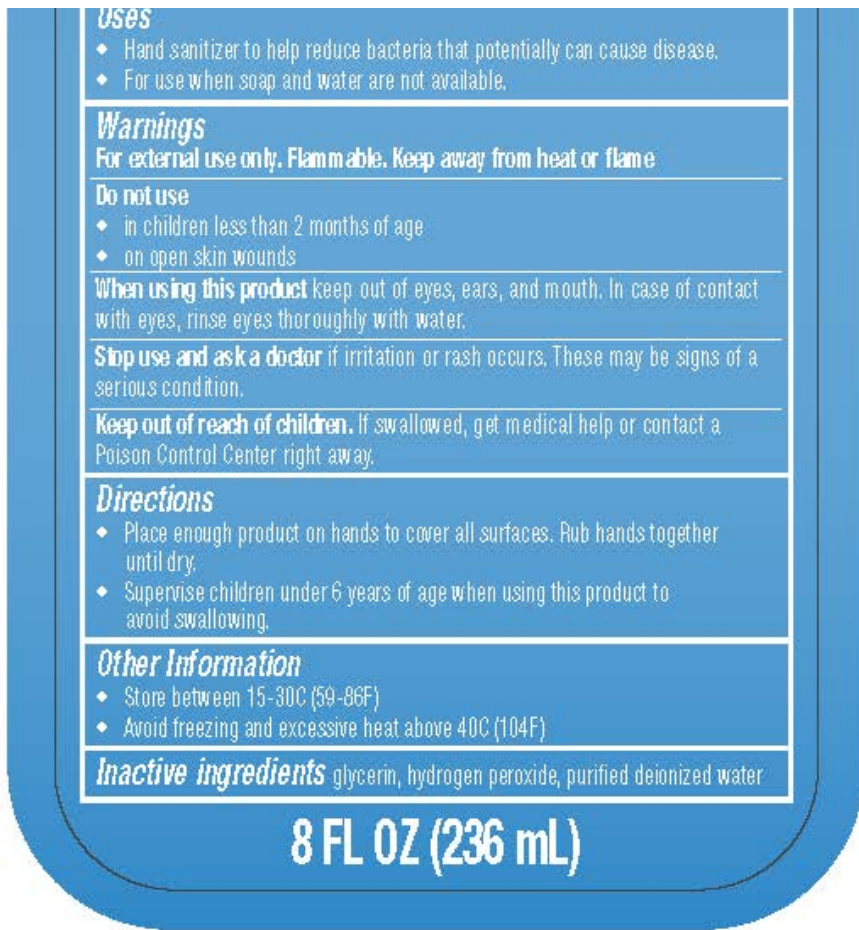 Uses
◆ Hand sanitizer to help reduce bacteria that potentially can cause disease.
◆ For use when soap and water are not available.
Warnings
For external use only. Flammable. Keep away from heat or flame
Do not use
◆ in children less than 2 months of age
◆ on open skin wounds
When using this product keep out of eyes, ears, and mouth. In case of contact
with eyes, rinse eyes thoroughly with water.
Stop use and ask a doctor if irritation or rash occurs. These may be signs of a
serious condition.
Keep out of reach of children. If swallowed, get medical help or contact a
Poison Control Center right away.
Directions
◆ Place enough product on hands to cover all surfaces. Rub hands together
until dry.
◆ Supervise children under 6 years of age when using this product to
avoid swallowing.
Other Information
◆ Store between 15-30C (59-86F)
◆ Avoid freezing and excessive heat above 40C (104F)
Inactive ingredients glycerin, hydrogen peroxide, purified deionized water
8 FL OZ (236 mL)